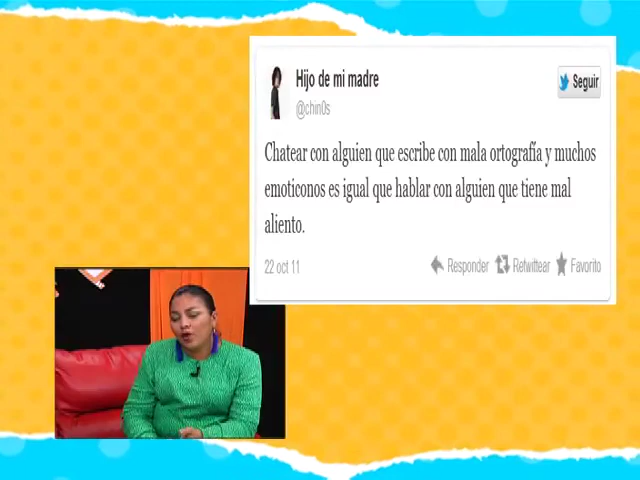 Hijo de mi madre
Seguir
@chin0s
Chatear con alguien que escribe con mala ortografía y muchos
emoticonos es igual que hablar con alguien que tiene mal
aliento.
22 oct 11
Responder
Retwittear
Favorito